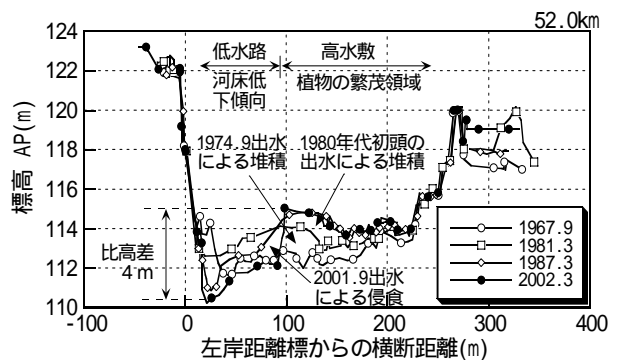 52.0km
124
122
120
118
116
114
112
110
標高 AP(m)
低水路
高水敷
河床低
下傾向
植物の繁茂領域
1974.9出水
による堆積
1980年代初頭の
出水による堆積
比高差
4m
2001.9出水
による侵食
1967.9
1981.3
1987.3
2002.3
-100
0
100
200
300
400
左岸距離標からの横断距離(m)